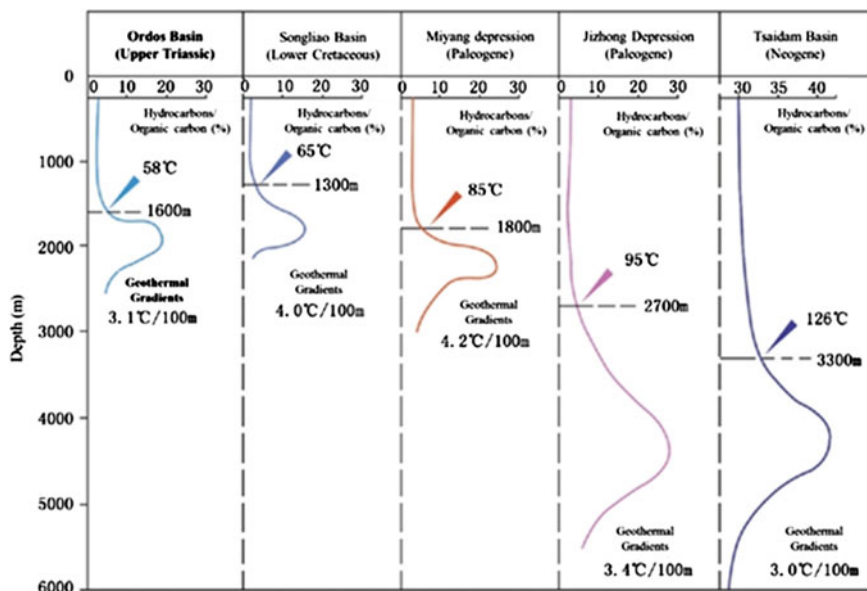 Ordos Basin
(Upper Triassic)
Songliao Basin
(Lower Cretaceous)
Miyang depression
(Paleogene)
Jizhong Depression
(Paleogene)
Tsaidam Basin
(Neogene)
0
0 10 20 30
0 10 20 30
0 10 20 30
0 10 20 30
30 35 40
Hydrocarbons/
Organic carbon (%)
Hydrocarbons/
Organic carbon (%)
Hydrocarbons/
Organic carbon (%)
Hydrocarbons/
Organic carbon (%)
Hydrocarbons/
Organic carbon (%)
1000
2000
3000
4000
5000
6000
Depth (m)
58℃
1600m
Geothermal
Gradients
3.1℃/100m
65℃
1300m
Geothermal
Gradients
4.0℃/100m
85℃
1800m
Geothermal
Gradients
4.2℃/100m
95℃
2700m
Geothermal
Gradients
3.4℃/100m
126℃
3300m
Geothermal
Gradients
3.0℃/100m